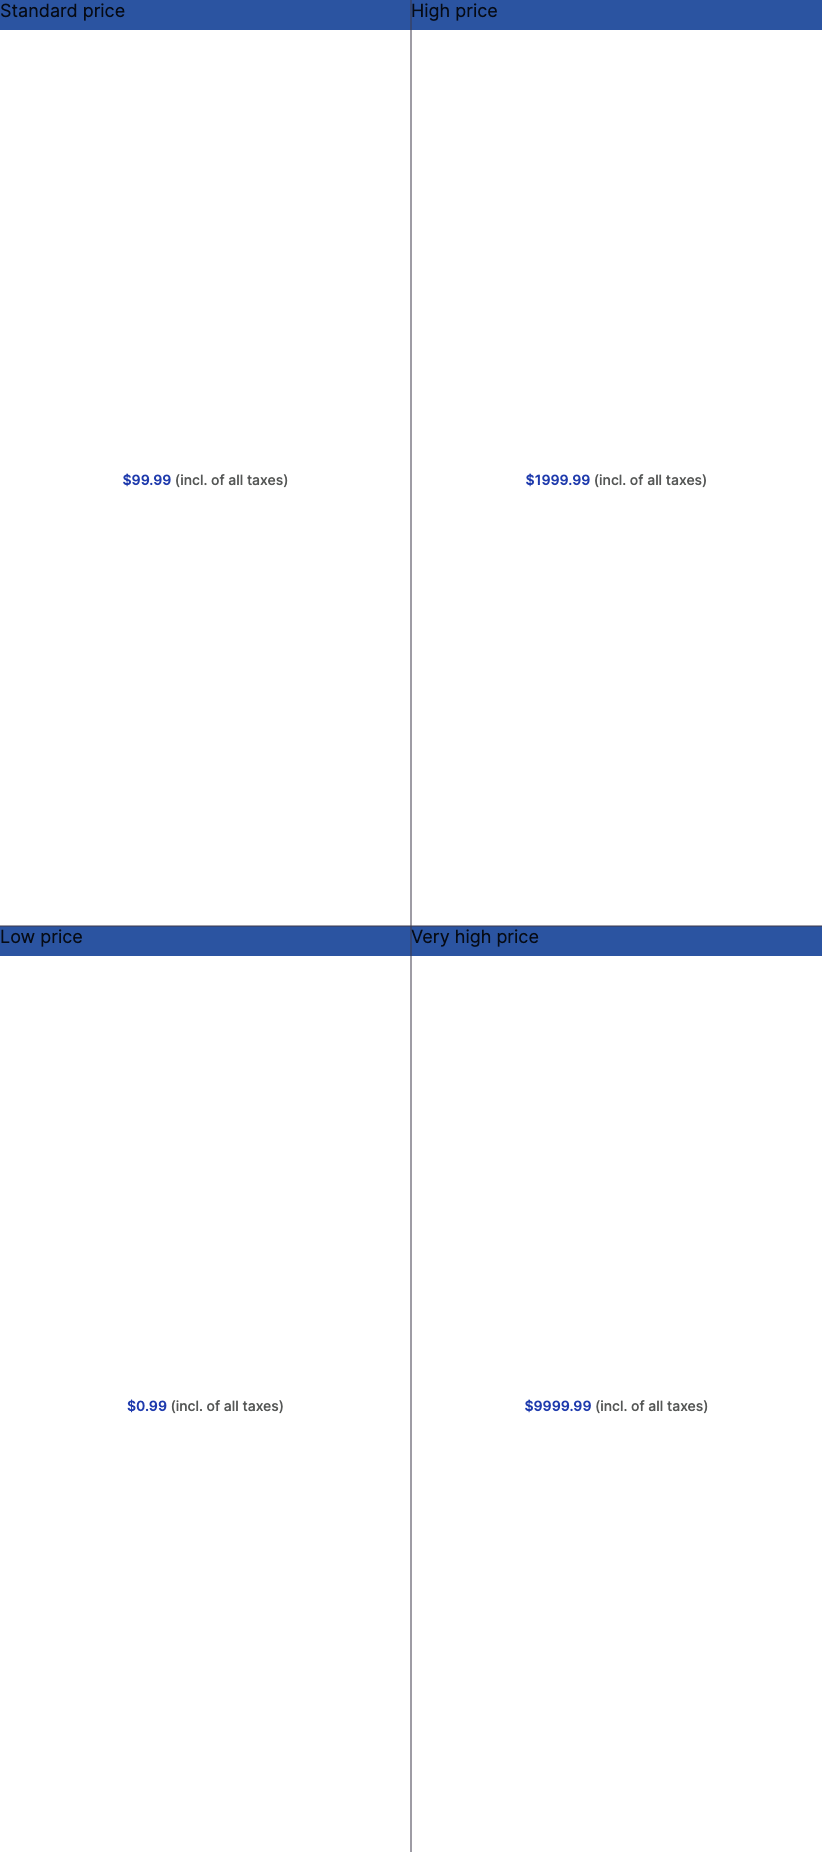 Standard price
High price
$99.99 (incl. of all taxes)
$1999.99 (incl. of all taxes)
Low price
Very high price
$0.99 (incl. of all taxes)
$9999.99 (incl. of all taxes)